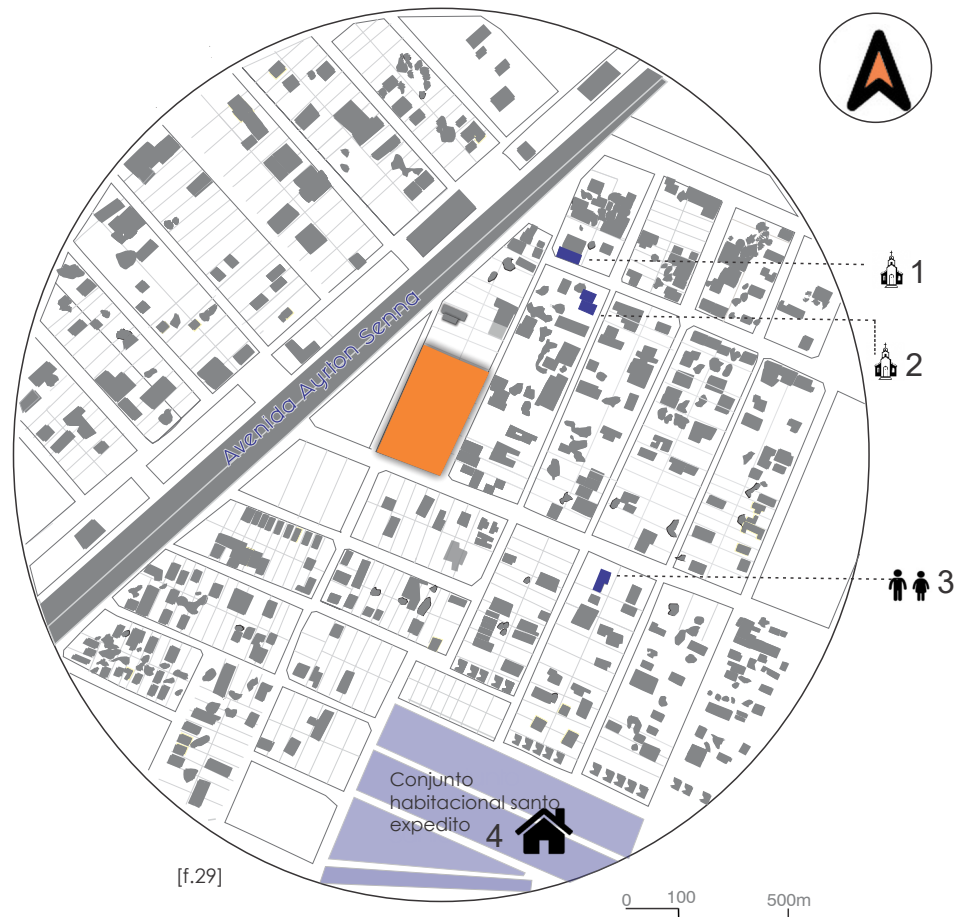 1
2
Avenida Ayrton Senna
3
Conjunto
habitacional santo
expedito
4
[f.29]
0 100 500m